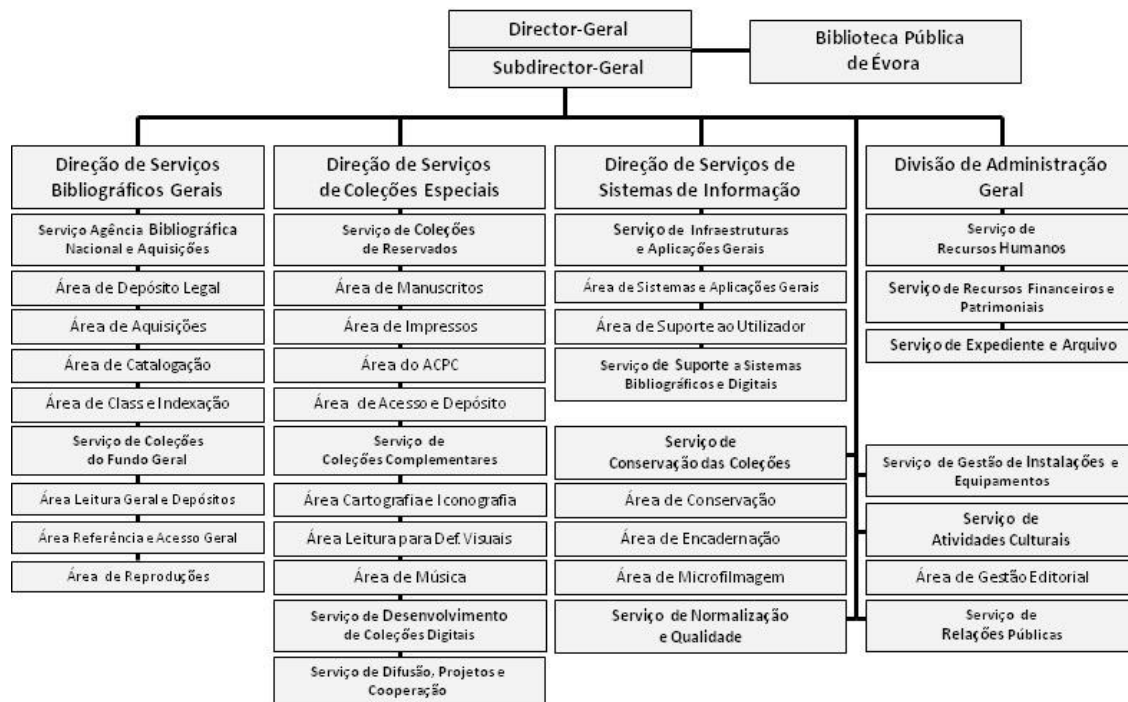 Director-Geral
Subdirector-Geral
Biblioteca Pública
de Évora
Direção de Serviços
Bibliográficos Gerais
Serviço Agência Bibliográfica
Nacional e Aquisições
Área de Depósito Legal
Área de Aquisições
Área de Catalogação
Área de Class e Indexação
Serviço de Coleções
do Fundo Geral
Área Leitura Geral e Depósitos
Área Referência e Acesso Geral
Área de Reproduções
Direção de Serviços
de Coleções Especiais
Serviço de Coleções
de Reservados
Área de Manuscritos
Área de Impressos
Área do ACPC
Área de Acesso e Depósito
Serviço de
Coleções Complementares
Área Cartografia e Iconografia
Área Leitura para Def. Visuais
Área de Música
Serviço de Desenvolvimento
de Coleções Digitais
Serviço de Difusão, Projetos e
Cooperação
Direção de Serviços de
Sistemas de Informação
Serviço de Infraestruturas
e Aplicações Gerais
Área de Sistemas e Aplicações Gerais
Área de Suporte ao Utilizador
Serviço de Suporte a Sistemas
Bibliográficos e Digitais
Serviço de
Conservação das Coleções
Área de Conservação
Área de Encadernação
Área de Microfilmagem
Serviço de Normalização
e Qualidade
Divisão de Administração
Geral
Serviço de
Recursos Humanos
Serviço de Recursos Financeiros e
Patrimoniais
Serviço de Expediente e Arquivo
Serviço de Gestão de Instalações e
Equipamentos
Serviço de
Atividades Culturais
Área de Gestão Editorial
Serviço de
Relações Públicas